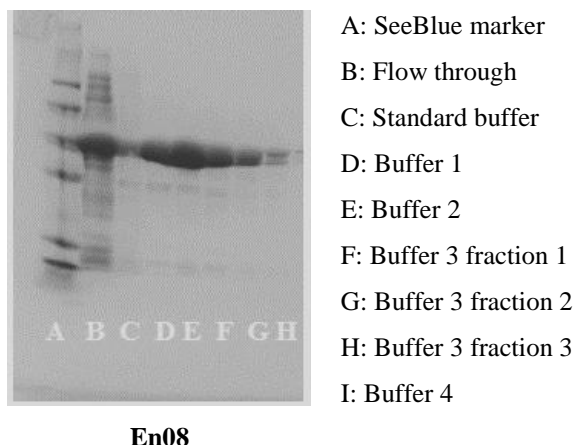 A B C D E F G H
En08
A: SeeBlue marker
B: Flow through
C: Standard buffer
D: Buffer 1
E: Buffer 2
F: Buffer 3 fraction 1
G: Buffer 3 fraction 2
H: Buffer 3 fraction 3
I: Buffer 4